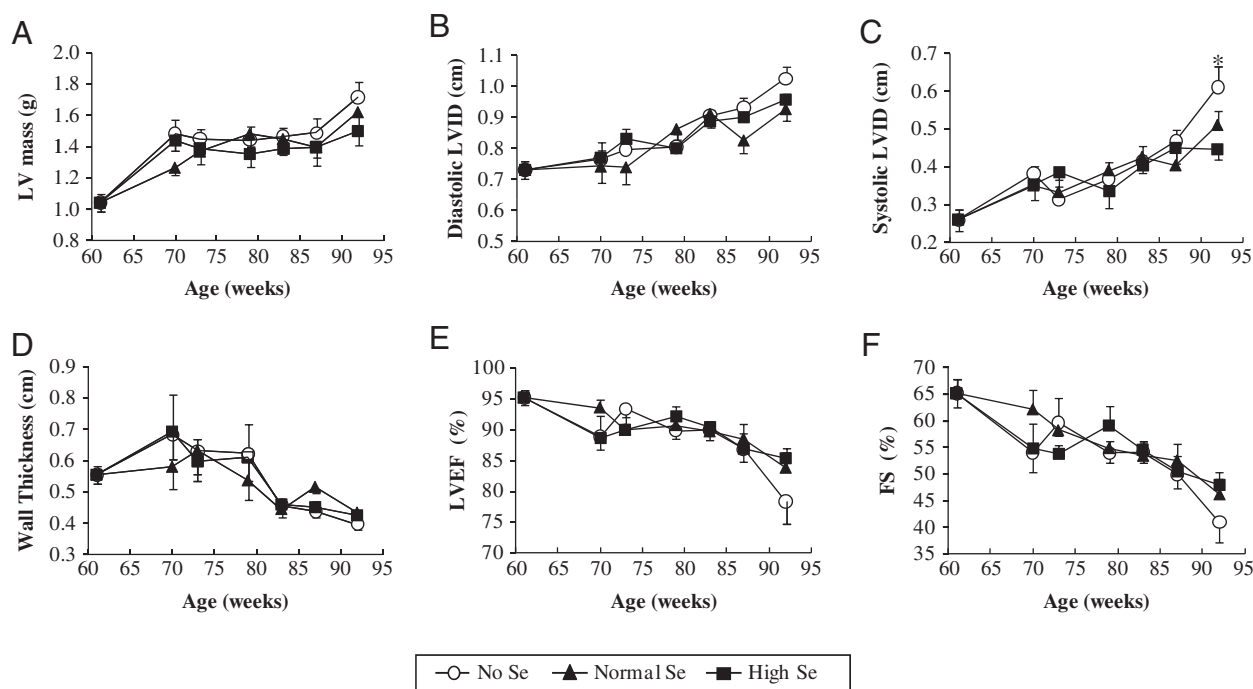 A
LV mass (g)
2.0
1.8
1.6
1.4
1.2
1.0
0.8
60 65 70 75 80 85 90 95
Age (weeks)
B
Diastolic LVID (cm)
1.1
1.0
0.9
0.8
0.7
0.6
0.5
60 65 70 75 80 85 90 95
Age (weeks)
C
Systolic LVID (cm)
0.7
0.6
0.5
0.4
0.3
0.2
*
60 65 70 75 80 85 90 95
Age (weeks)
D
Wall Thickness (cm)
0.9
0.8
0.7
0.6
0.5
0.4
0.3
60 65 70 75 80 85 90 95
Age (weeks)
E
LVEF (%)
100
95
90
85
80
75
70
60 65 70 75 80 85 90 95
Age (weeks)
F
FS (%)
70
65
60
55
50
45
40
35
60 65 70 75 80 85 90 95
Age (weeks)
No Se Normal Se High Se